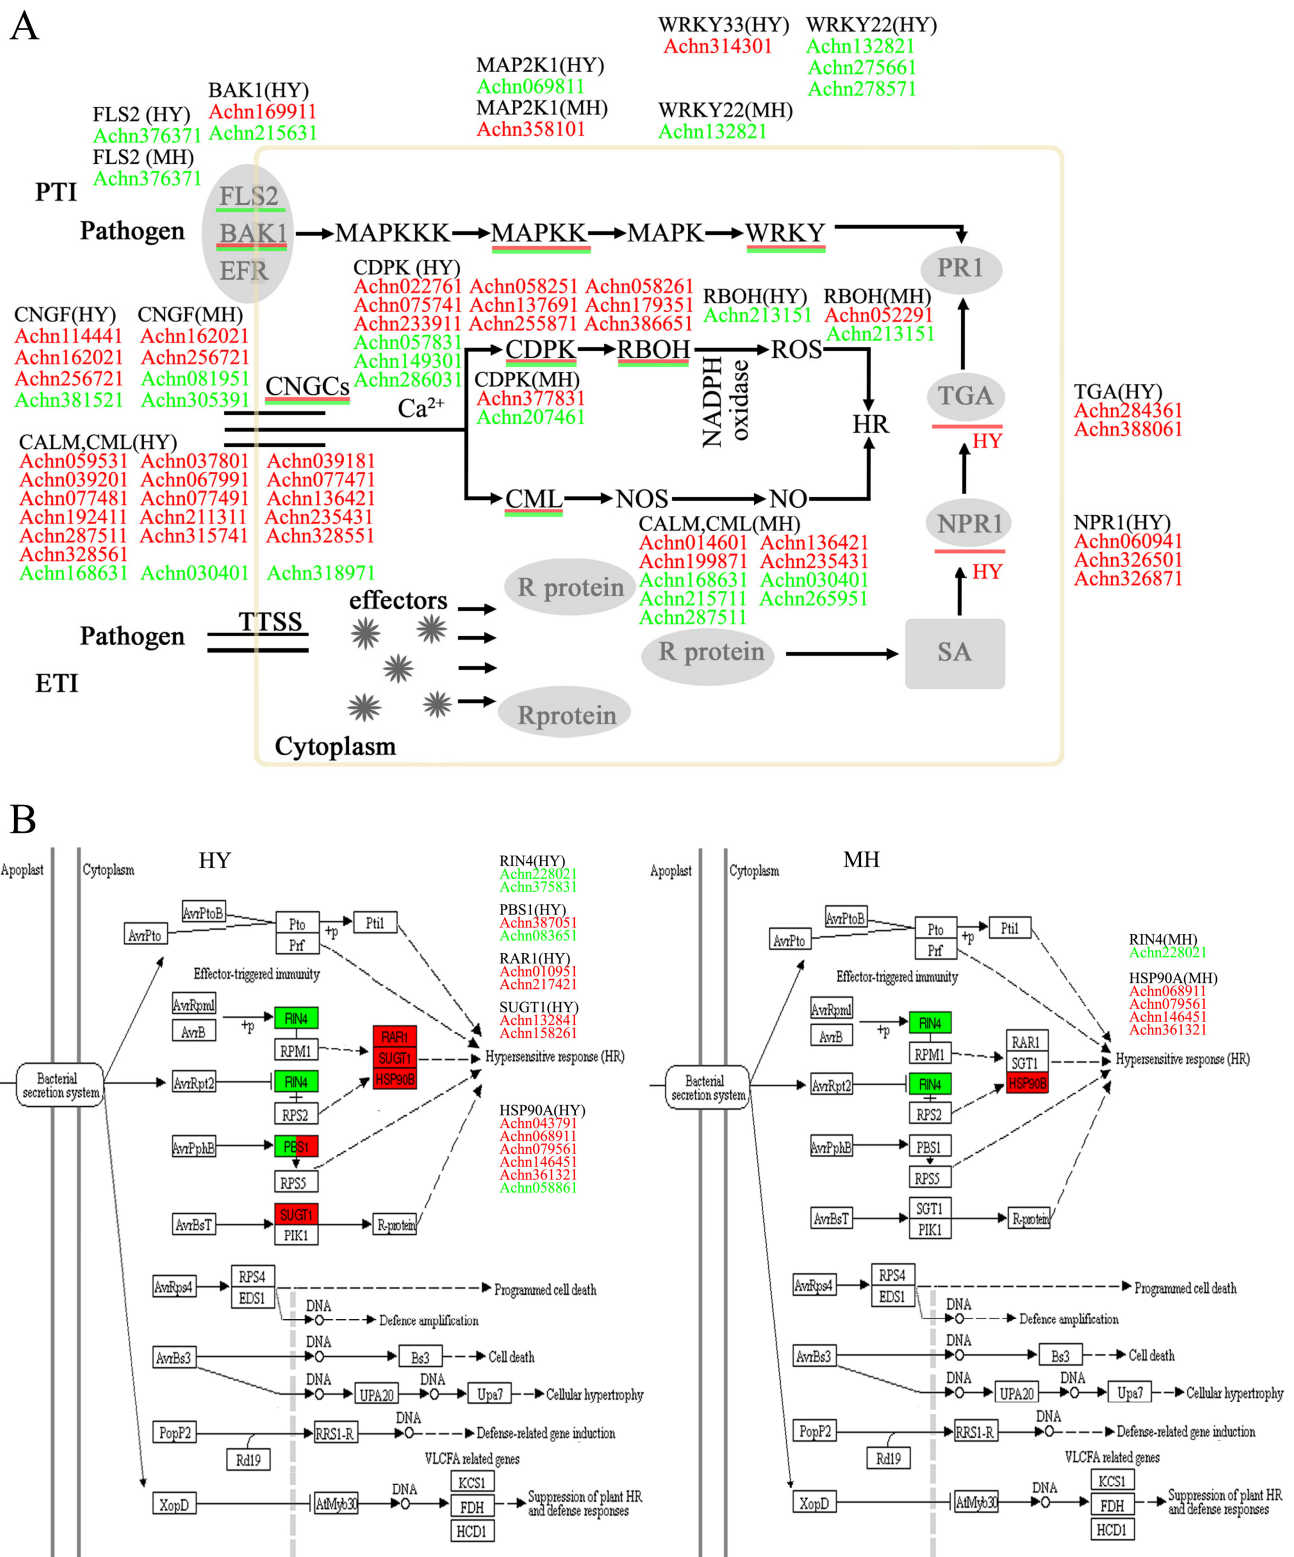 A
WRKY33(HY)
Achn314301
WRKY22(HY)
Achn132821
Achn275661
Achn278571
MAP2K1(HY)
Achn069811
MAP2K1(MH)
Achn358101
WRKY22(MH)
Achn132821
BAK1(HY)
Achn169911
Achn215631
FLS2 (HY)
Achn376371
FLS2 (MH)
Achn376371
PTI
Pathogen
FLS2
BAK1
EFR
MAPKKK
MAPKK
MAPK
WRKY
PR1
CDPK (HY)
Achn022761 Achn058251 Achn058261
Achn075741 Achn137691 Achn179351
Achn233911 Achn255871 Achn386651
Achn057831
Achn149301
Achn286031
RBOH(HY)
Achn213151
RBOH(MH)
Achn052291
Achn213151
CNGF(HY)
Achn114441
Achn162021
Achn256721
Achn381521
CNGF(MH)
Achn162021
Achn256721
Achn081951
Achn305391
CNGCs
Ca2+
CDPK
RBOH
NADPH
oxidase
ROS
CDPK(MH)
Achn377831
Achn207461
HR
TGA
HY
TGA(HY)
Achn284361
Achn388061
CALM,CML(HY)
Achn059531 Achn037801 Achn039181
Achn039201 Achn067991 Achn077471
Achn077481 Achn077491 Achn136421
Achn192411 Achn211311 Achn235431
Achn287511 Achn315741 Achn328551
Achn328561
Achn168631 Achn030401 Achn318971
CML
NOS
NO
CALM,CML(MH)
Achn014601 Achn136421
Achn199871 Achn235431
Achn168631 Achn030401
Achn215711 Achn265951
Achn287511
NPR1
HY
NPR1(HY)
Achn060941
Achn326501
Achn326871
Pathogen
TTSS
ETI
effectors
R protein
R protein
Rprotein
SA
Cytoplasm
B
Apoplast
Cytoplasm
HY
AvrPtoB
AvrPto
Pto
Prf
+p
Pti1
Effector-triggered immunity
AvrRpm1
AvrB
+p
RIN4
RPM1
RAR1
SUGT1
HSP90B
Hypersensitive response (HR)
Bacterial
secretion system
AvrRpt2
RIN4
RPS2
AvrPphB
PBS1
RPS5
AvrBsT
SUGT1
PIK1
R-protein
AvrRps4
RPS4
EDS1
Programmed cell death
DNA
Defence amplification
AvrBs3
DNA
Bs3
Cell death
DNA
UPA20
DNA
Upa7
Cellular hypertrophy
PopP2
Rd19
RRS1-R
DNA
Defense-related gene induction
VLCFA related genes
XopD
AtMyb30
DNA
KCS1
FDH
HCD1
Suppression of plant HR
and defense responses
RIN4(HY)
Achn228021
Achn375831
PBS1(HY)
Achn387051
Achn083651
RAR1(HY)
Achn010951
Achn217421
SUGT1(HY)
Achn132841
Achn158261
HSP90A(HY)
Achn043791
Achn068911
Achn079561
Achn146451
Achn361321
Achn058861
Apoplast
Cytoplasm
MH
AvrPtoB
AvrPto
Pto
Prf
+p
Pti1
Effector-triggered immunity
AvrRpm1
AvrB
+p
RIN4
RPM1
RAR1
SGT1
HSP90B
Hypersensitive response (HR)
Bacterial
secretion system
AvrRpt2
RIN4
RPS2
AvrPphB
PBS1
RPS5
AvrBsT
SGT1
PIK1
R-protein
AvrRps4
RPS4
EDS1
Programmed cell death
DNA
Defence amplification
AvrBs3
DNA
Bs3
Cell death
DNA
UPA20
DNA
Upa7
Cellular hypertrophy
PopP2
Rd19
RRS1-R
DNA
Defense-related gene induction
VLCFA related genes
XopD
AtMyb30
DNA
KCS1
FDH
HCD1
Suppression of plant HR
and defense responses
RIN4(MH)
Achn228021
HSP90A(MH)
Achn068911
Achn079561
Achn146451
Achn361321